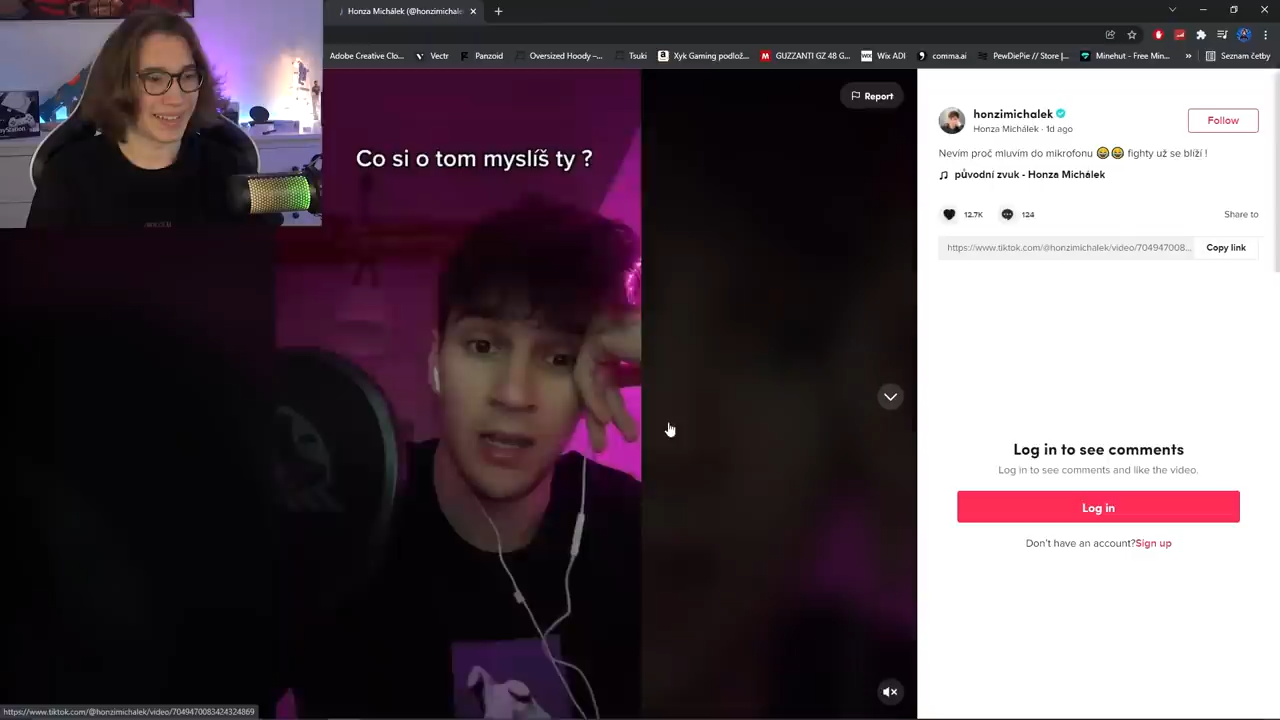 Honza Michálek (@honzimichale
Adobe Creative Clo...
Vectr
Panzoid
Oversized Hoody –...
Tsuki
Xyk Gaming podlož...
GUZZANTI GZ 48 G...
Wix ADI
comma.ai
PewDiePie // Store |...
Minehut - Free Min...
»
Seznam četby
Report
Co si o tom myslíš ty ?
honzimichalek
Follow
Honza Michálek · 1d ago
Nevím proč mluvím do mikrofonu 😂😂 fighty už se blíží !
původní zvuk - Honza Michálek
12.7K
124
Share to
https://www.tiktok.com/@honzimichalek/video/704947008...
Copy link
Log in to see comments
Log in to see comments and like the video.
Log in
Don't have an account?Sign up
https://www.tiktok.com/@honzimichalek/video/7049470083424324869